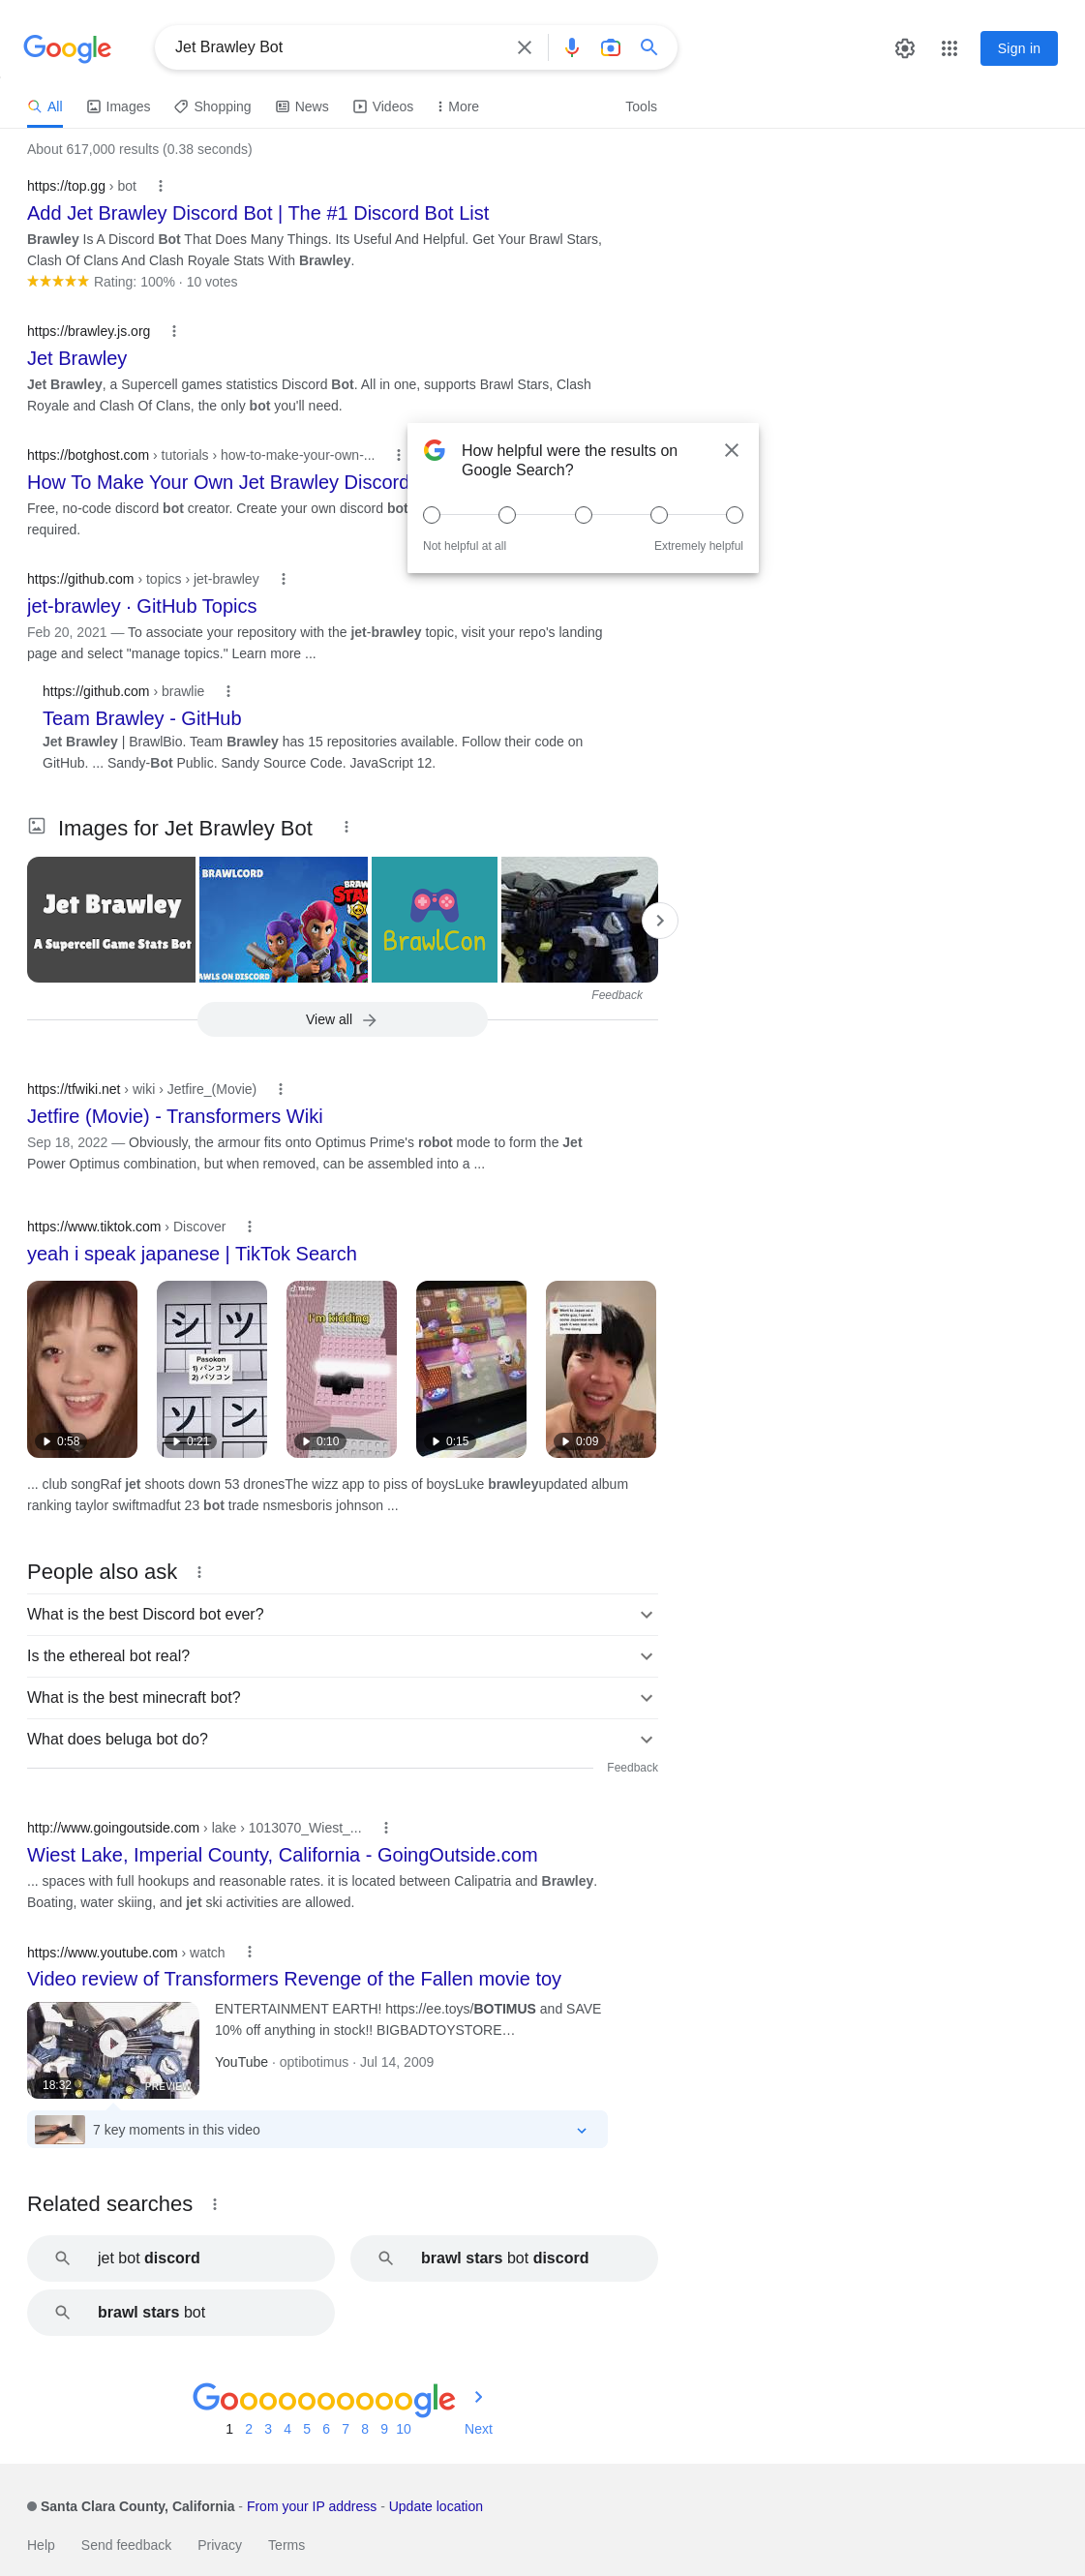 Google
Jet Brawley Bot
Sign in
All
Images
Shopping
News
Videos
More
Tools
About 617,000 results (0.38 seconds)
https://top.gg › bot
Add Jet Brawley Discord Bot | The #1 Discord Bot List
Brawley Is A Discord Bot That Does Many Things. Its Useful And Helpful. Get Your Brawl Stars,
Clash Of Clans And Clash Royale Stats With Brawley.
Rating: 100% · 10 votes
https://brawley.js.org
Jet Brawley
Jet Brawley, a Supercell games statistics Discord Bot. All in one, supports Brawl Stars, Clash
Royale and Clash Of Clans, the only bot you'll need.
https://botghost.com › tutorials › how-to-make-your-own-...
How To Make Your Own Jet Brawley Discord
Free, no-code discord bot creator. Create your own discord bot
required.
How helpful were the results on
Google Search?
Not helpful at all
Extremely helpful
https://github.com › topics › jet-brawley
jet-brawley · GitHub Topics
Feb 20, 2021 — To associate your repository with the jet-brawley topic, visit your repo's landing
page and select "manage topics." Learn more ...
https://github.com › brawlie
Team Brawley - GitHub
Jet Brawley | BrawlBio. Team Brawley has 15 repositories available. Follow their code on
GitHub. ... Sandy-Bot Public. Sandy Source Code. JavaScript 12.
Images for Jet Brawley Bot
Jet Brawley
A Supercell Game Stats Bot
BRAWLCORD
BRAW
STA
AWLS ON DISCORD
BrawlCon
Feedback
View all
https://tfwiki.net › wiki › Jetfire_(Movie)
Jetfire (Movie) - Transformers Wiki
Sep 18, 2022 — Obviously, the armour fits onto Optimus Prime's robot mode to form the Jet
Power Optimus combination, but when removed, can be assembled into a ...
https://www.tiktok.com › Discover
yeah i speak japanese | TikTok Search
0:58
シ ツ
Pasokon
1) パンコソ
2) パソコン
ソ ン
0:21
TikTok
I'm kidding
0:10
0:15
0:09
... club songRaf jet shoots down 53 dronesThe wizz app to piss of boysLuke brawleyupdated album
ranking taylor swiftmadfut 23 bot trade nsmesboris johnson ...
People also ask
What is the best Discord bot ever?
Is the ethereal bot real?
What is the best minecraft bot?
What does beluga bot do?
Feedback
http://www.goingoutside.com › lake › 1013070_Wiest_...
Wiest Lake, Imperial County, California - GoingOutside.com
... spaces with full hookups and reasonable rates. it is located between Calipatria and Brawley.
Boating, water skiing, and jet ski activities are allowed.
https://www.youtube.com › watch
Video review of Transformers Revenge of the Fallen movie toy
ENTERTAINMENT EARTH! https://ee.toys/BOTIMUS and SAVE
10% off anything in stock!! BIGBADTOYSTORE…
YouTube · optibotimus · Jul 14, 2009
18:32
PREVIEW
7 key moments in this video
Related searches
jet bot discord
brawl stars bot discord
brawl stars bot
Goooooooooogle
1 2 3 4 5 6 7 8 9 10
Next
Santa Clara County, California - From your IP address - Update location
Help
Send feedback
Privacy
Terms